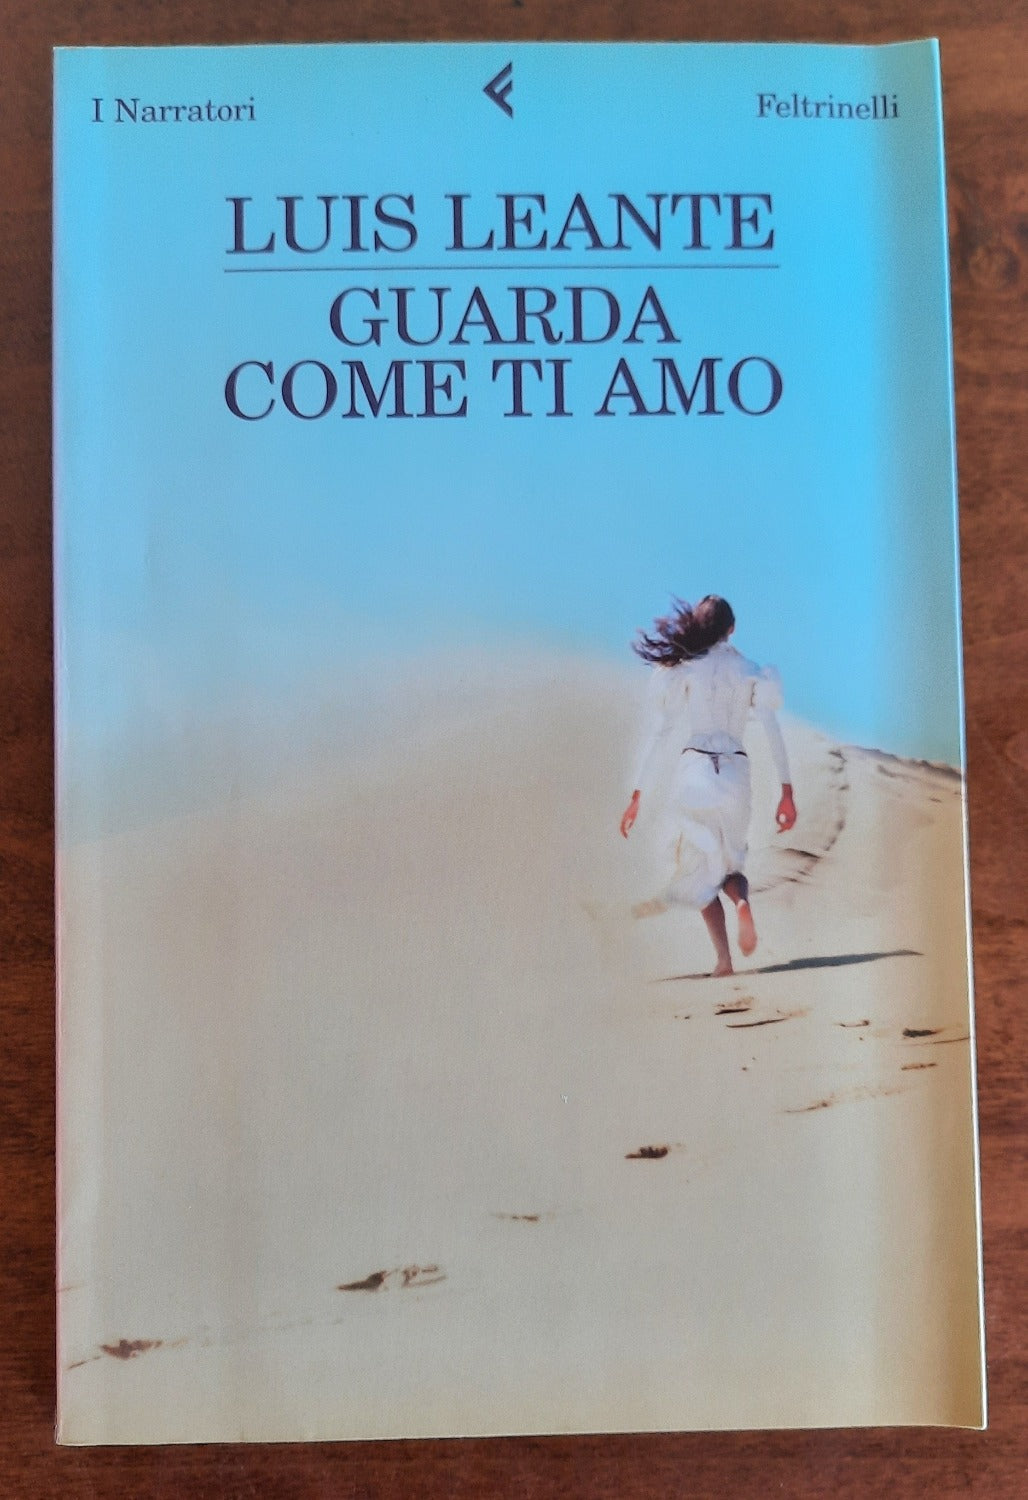 I Narratori
Feltrinelli
LUIS LEANTE
GUARDA
COME TI AMO